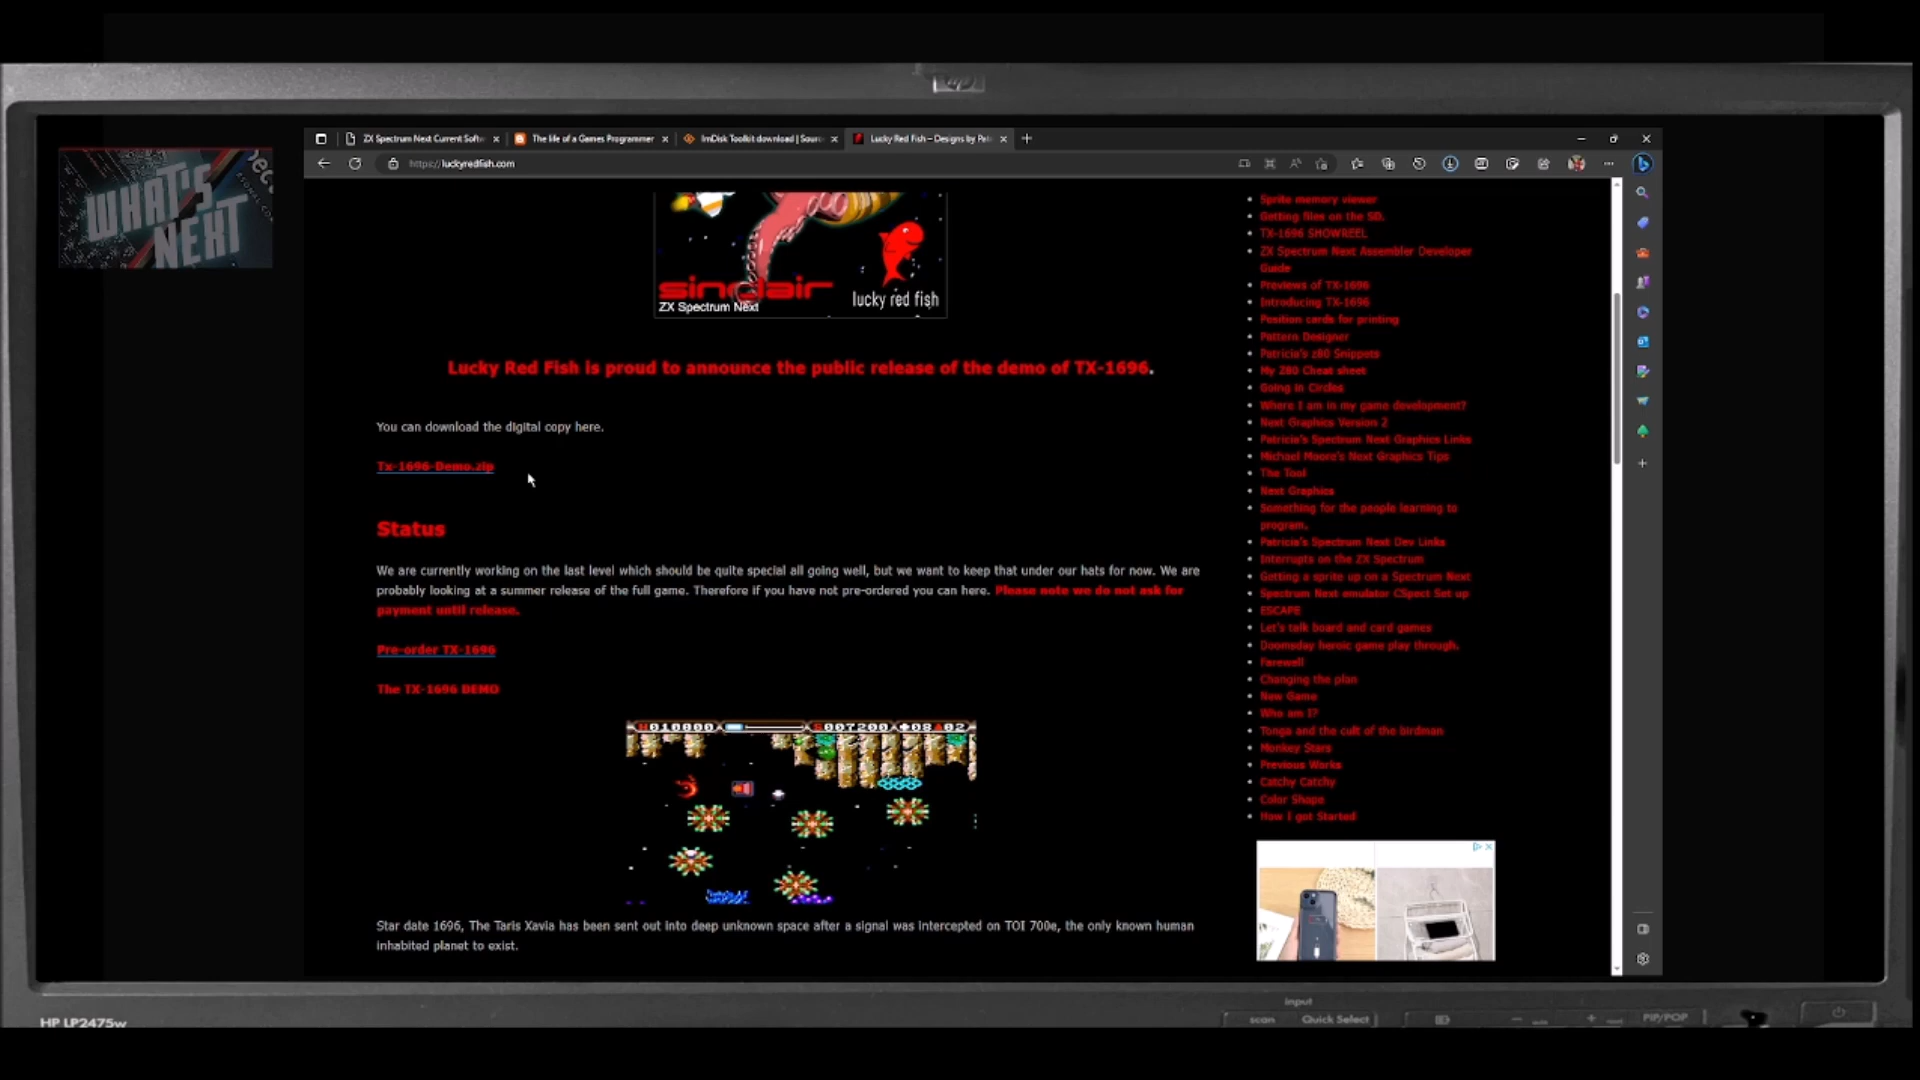 WHAT'S
NEXT
ZX Spectrum Next Current Softw
The life of a Games Programmer
ImDisk Toolkit download | Sourc
Lucky Red Fish – Designs by Pat
https://luckyredfish.com
sinclair
ZX Spectrum Next
lucky red fish
Lucky Red Fish is proud to announce the public release of the demo of TX-1696.
You can download the digital copy here.
Tx-1696-Demo.zip
Status
We are currently working on the last level which should be quite special all going well, but we want to keep that under our hats for now. We are
probably looking at a summer release of the full game. Therefore if you have not pre-ordered you can here. Please note we do not ask for
payment until release.
Pre-order TX-1696
The TX-1696 DEMO
H010800
S007200
08
02
Star date 1696, The Taris Xavia has been sent out into deep unknown space after a signal was intercepted on TOI 700e, the only known human
inhabited planet to exist.
Sprite memory viewer
Getting files on the SD.
TX-1696 SHOWREEL
ZX Spectrum Next Assembler Developer
Guide
Previews of TX-1696
Introducing TX-1696
Position cards for printing
Pattern Designer
Patricia's z80 Snippets
My Z80 Cheat sheet
Going in Circles
Where I am in my game development?
Next Graphics Version 2
Patricia's Spectrum Next Graphics Links
Michael Moore's Next Graphics Tips
The Tool
Next Graphics
Something for the people learning to
program.
Patricia's Spectrum Next Dev Links
Interrupts on the ZX Spectrum
Getting a sprite up on a Spectrum Next
Spectrum Next emulator CSpect Set up
ESCAPE
Let's talk board and card games
Doomsday heroic game play through.
Farewell
Changing the plan
New Game
Who am I?
Tonga and the cult of the birdman
Monkey Stars
Previous Works
Catchy Catchy
Color Shape
How I got Started
HP LP2475w
input
scan
Quick Select
PIP/POP